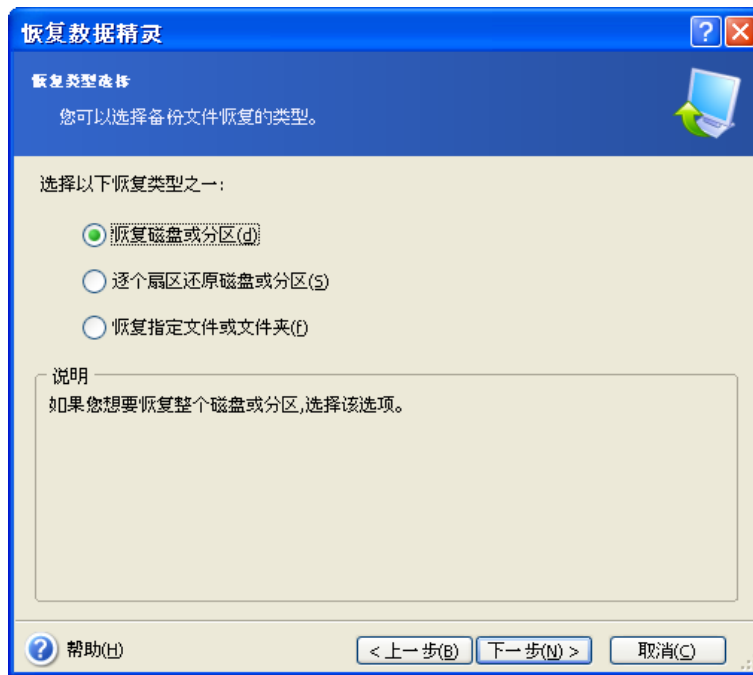 恢复数据精灵
恢复类型选择
您可以选择备份文件恢复的类型。
选择以下恢复类型之一:
恢复磁盘或分区(d)
逐个扇区还原磁盘或分区(S)
恢复指定文件或文件夹(f)
说明
如果您想要恢复整个磁盘或分区,选择该选项。
帮助(H)
<上一步(B)
下一步(N) >
取消(C)